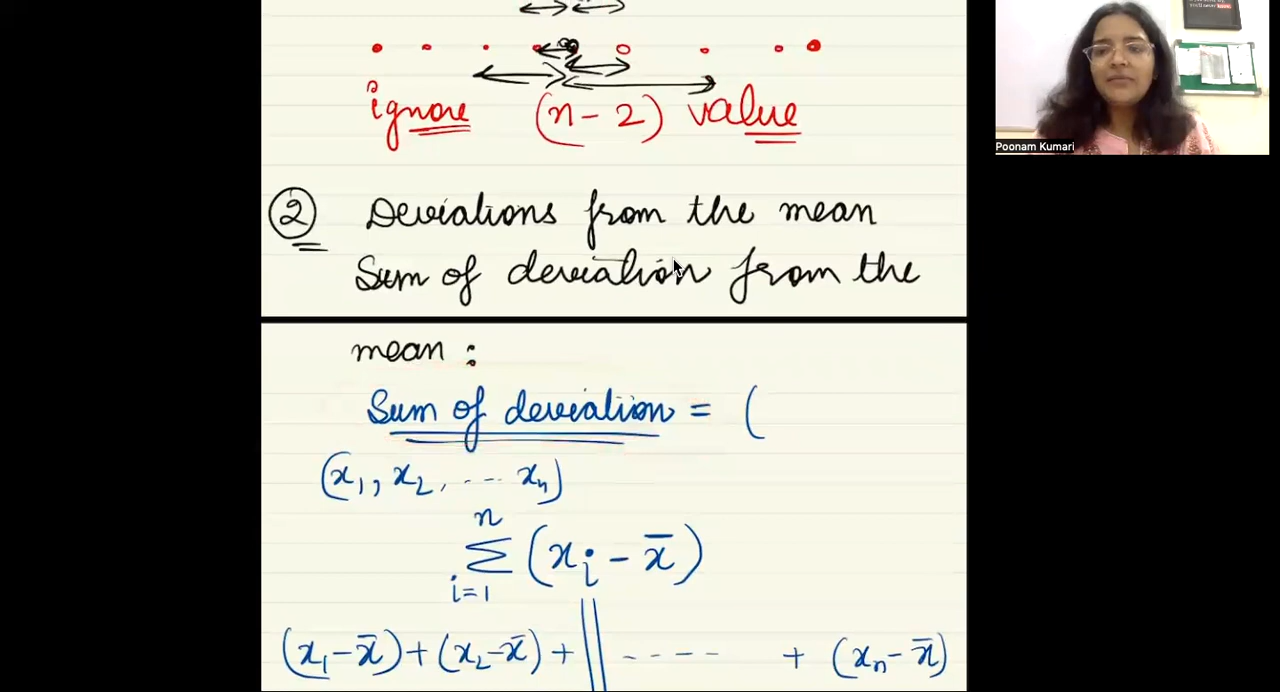 ignore (n-2) value
② Deviations from the mean
Sum of deviation from the
mean :
Sum of deviation = (
(x₁, x₂, ---- xₙ)
n
Σ (xᵢ - x̄)
i=1
(x₁-x̄)+(x₂-x̄)+|| ---- + (xₙ-x̄)
Poonam Kumari